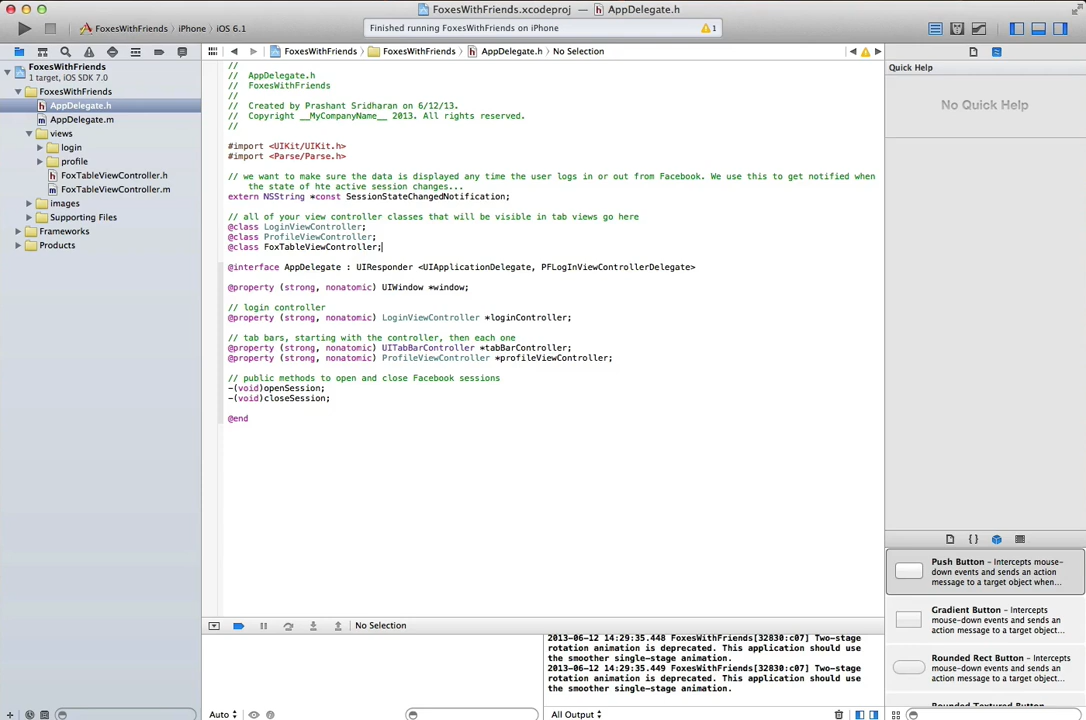 FoxesWithFriends.xcodeproj — AppDelegate.h
FoxesWithFriends iPhone iOS 6.1
Finished running FoxesWithFriends on iPhone
1
FoxesWithFriends FoxesWithFriends AppDelegate.h No Selection
FoxesWithFriends
1 target, iOS SDK 7.0
FoxesWithFriends
AppDelegate.h
AppDelegate.m
views
login
profile
FoxTableViewController.h
FoxTableViewController.m
images
Supporting Files
Frameworks
Products
//
// AppDelegate.h
// FoxesWithFriends
//
// Created by Prashant Sridharan on 6/12/13.
// Copyright __MyCompanyName__ 2013. All rights reserved.
//
#import <UIKit/UIKit.h>
#import <Parse/Parse.h>
// we want to make sure the data is displayed any time the user logs in or out from Facebook. We use this to get notified when
the state of hte active session changes...
extern NSString *const SessionStateChangedNotification;
// all of your view controller classes that will be visible in tab views go here
@class LoginViewController;
@class ProfileViewController;
@class FoxTableViewController;
@interface AppDelegate : UIResponder <UIApplicationDelegate, PFLogInViewControllerDelegate>
@property (strong, nonatomic) UIWindow *window;
// login controller
@property (strong, nonatomic) LoginViewController *loginController;
// tab bars, starting with the controller, then each one
@property (strong, nonatomic) UITabBarController *tabBarController;
@property (strong, nonatomic) ProfileViewController *profileViewController;
// public methods to open and close Facebook sessions
-(void)openSession;
-(void)closeSession;
@end
Quick Help
No Quick Help
Push Button - Intercepts mouse-
down events and sends an action
message to a target object when...
Gradient Button - Intercepts
mouse-down events and sends an
action message to a target object...
Rounded Rect Button - Intercepts
mouse-down events and sends an
action message to a target object...
Rounded Textured Button
No Selection
2013-06-12 14:29:35.448 FoxesWithFriends[32830:c07] Two-stage
rotation animation is deprecated. This application should use
the smoother single-stage animation.
2013-06-12 14:29:35.449 FoxesWithFriends[32830:c07] Two-stage
rotation animation is deprecated. This application should use
the smoother single-stage animation.
Auto
All Output